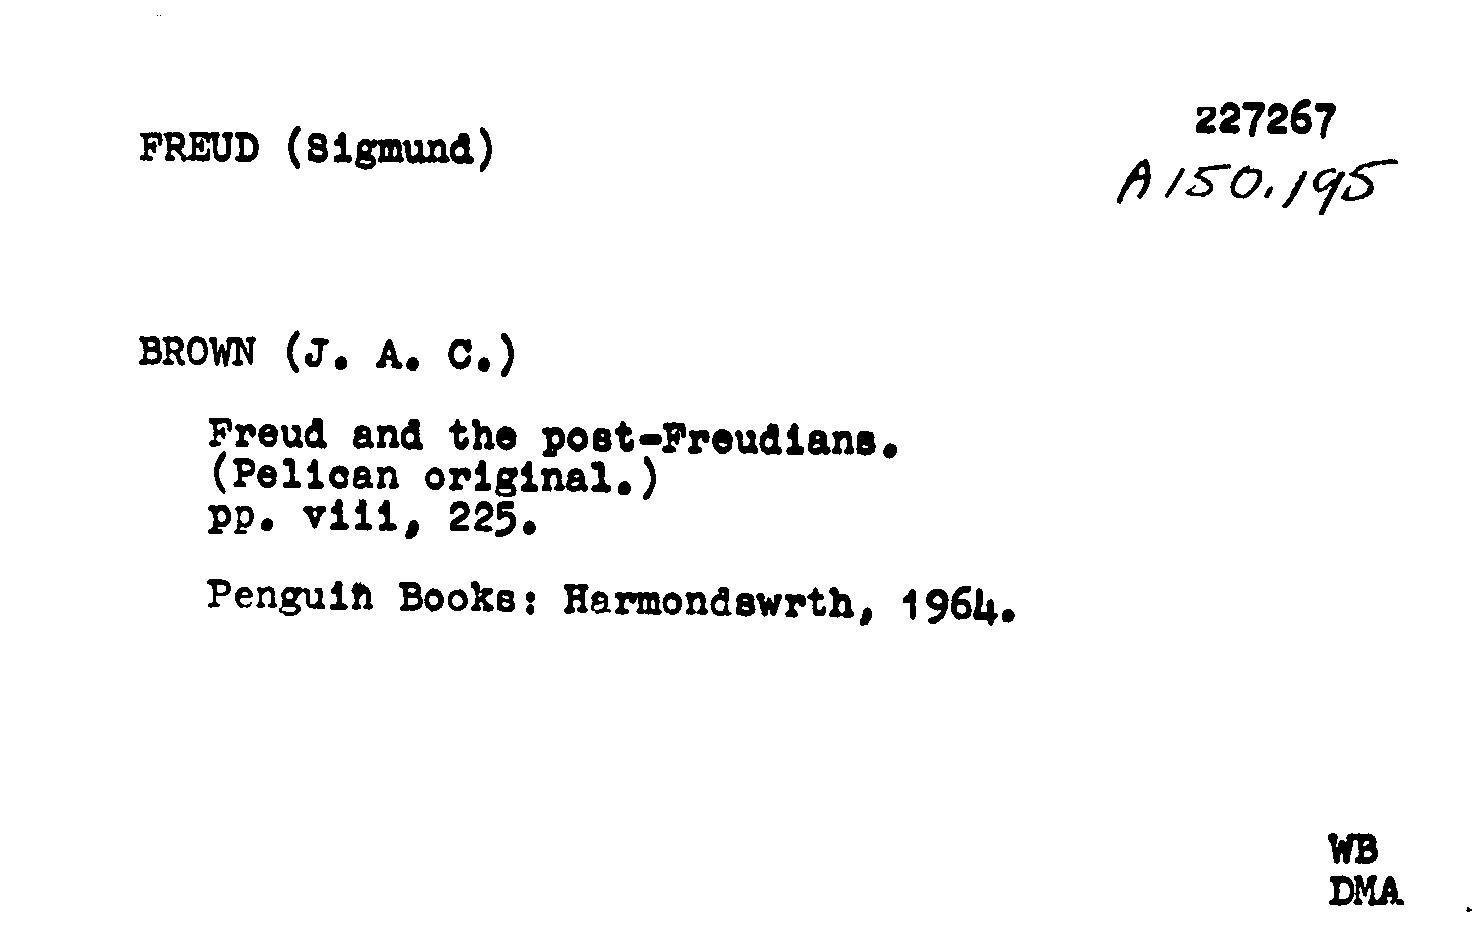 FREUD (Sigmund)
z27267
A150.195
BROWN (J. A. C.)
Freud and the post-Freudians.
(Pelican original.)
pp. viii, 225.
Penguin Books: Harmondswrth, 1964.
WB
DMA